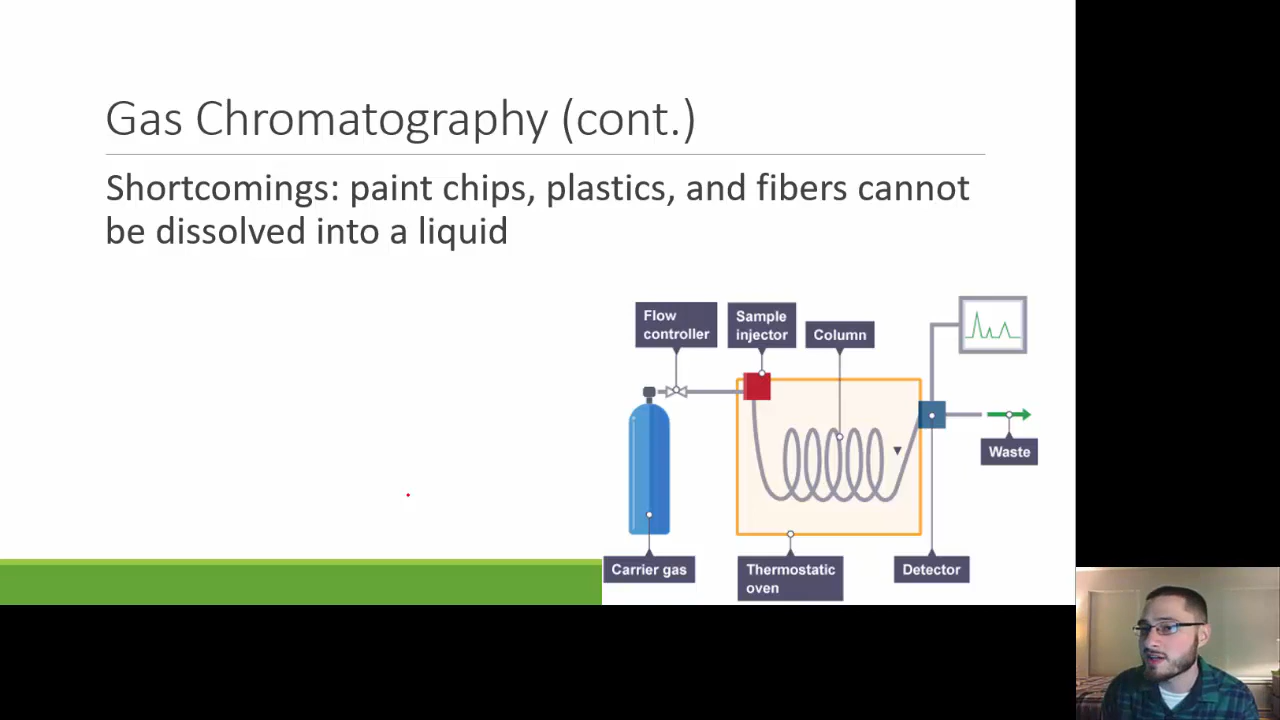 Gas Chromatography (cont.)
Shortcomings: paint chips, plastics, and fibers cannot
be dissolved into a liquid
Flow
controller
Sample
injector
Column
Waste
Carrier gas
Thermostatic
oven
Detector